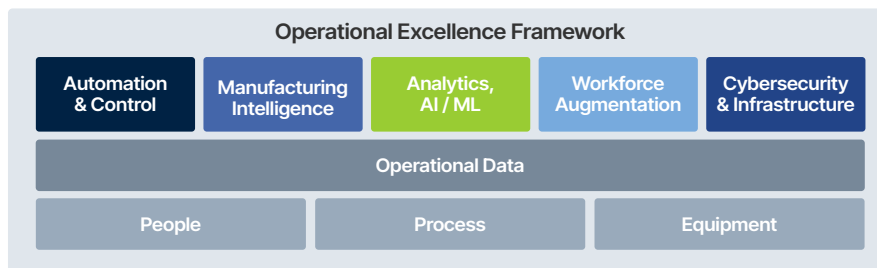 Operational Excellence Framework
Automation
& Control
Manufacturing
Intelligence
Analytics,
AI / ML
Workforce
Augmentation
Cybersecurity
& Infrastructure
Operational Data
People
Process
Equipment